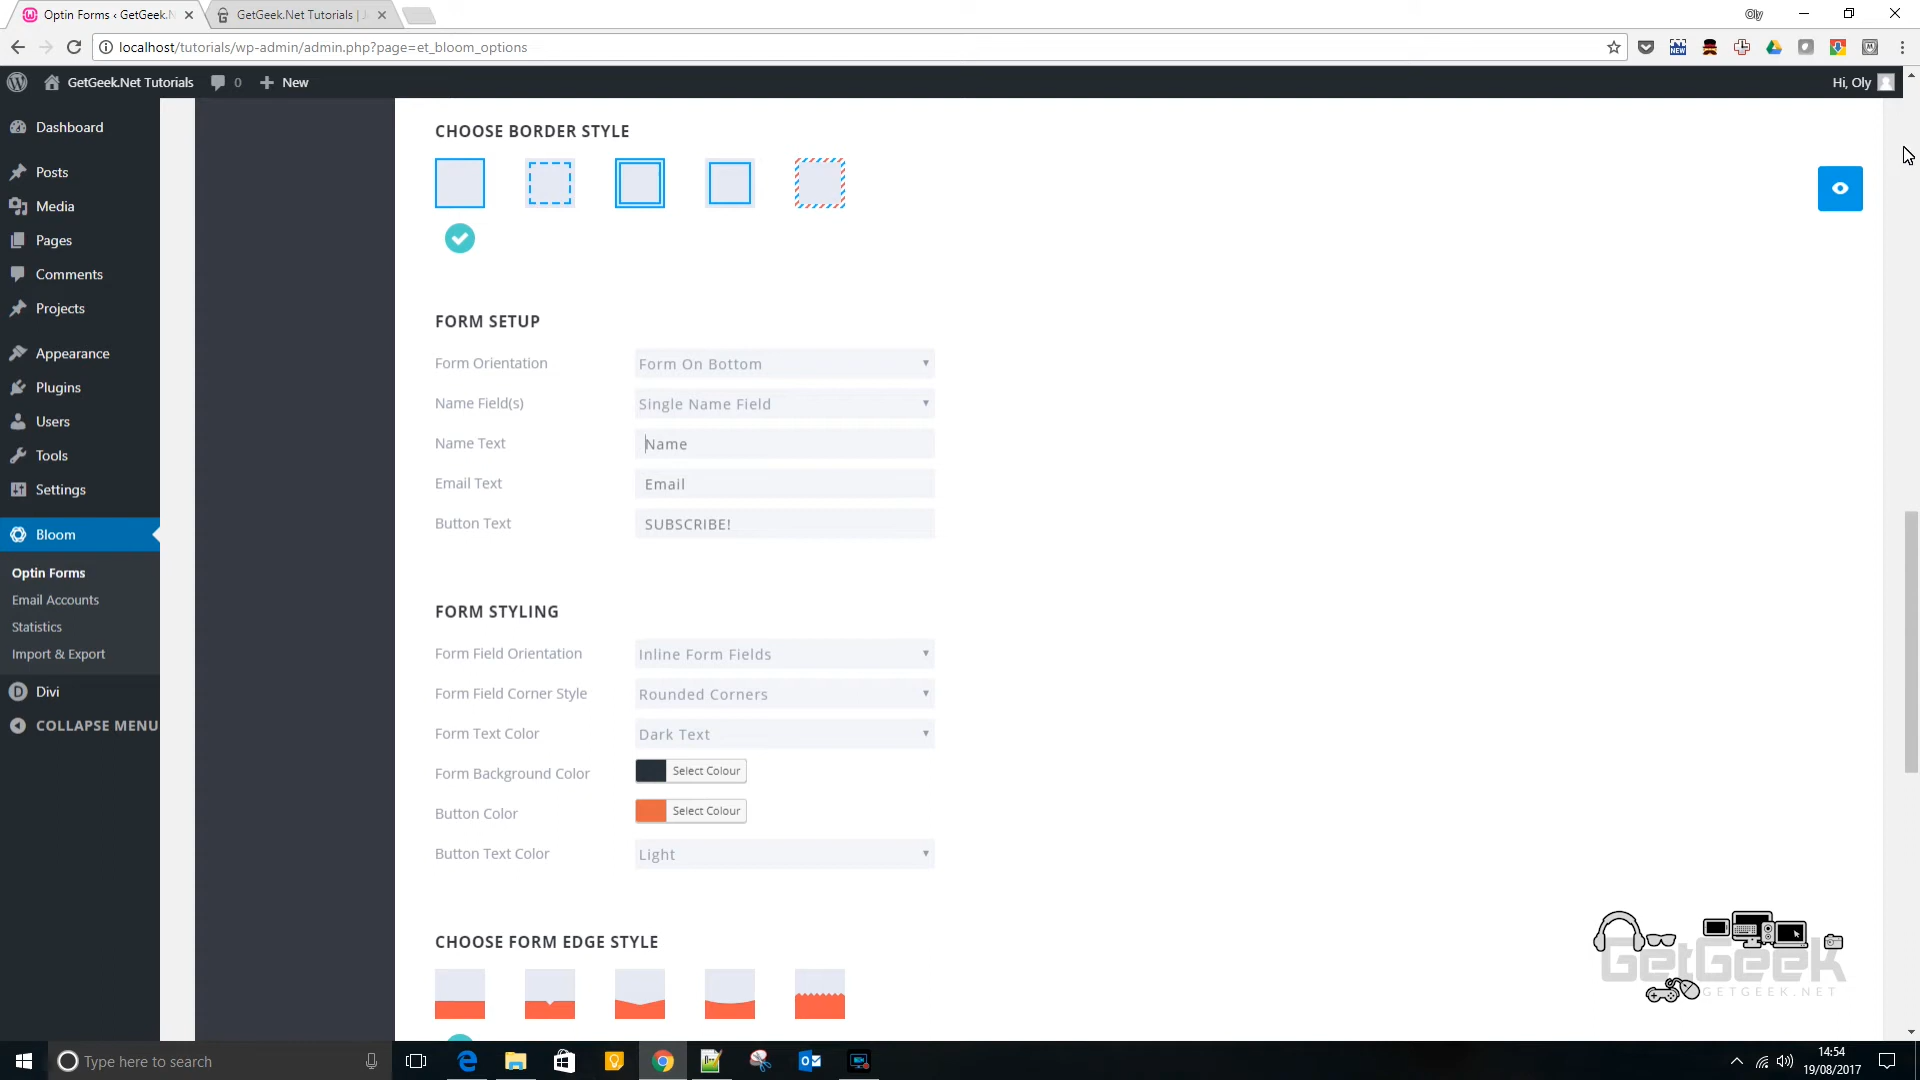 Optin Forms ‹ GetGeek.N
GetGeek.Net Tutorials |
Oly
localhost/tutorials/wp-admin/admin.php?page=et_bloom_options
GetGeek.Net Tutorials
0
New
Hi, Oly
Dashboard
Posts
Media
Pages
Comments
Projects
Appearance
Plugins
Users
Tools
Settings
Bloom
Optin Forms
Email Accounts
Statistics
Import & Export
Divi
COLLAPSE MENU
CHOOSE BORDER STYLE
FORM SETUP
Form Orientation
Form On Bottom
Name Field(s)
Single Name Field
Name Text
Name
Email Text
Email
Button Text
SUBSCRIBE!
FORM STYLING
Form Field Orientation
Inline Form Fields
Form Field Corner Style
Rounded Corners
Form Text Color
Dark Text
Form Background Color
Select Colour
Button Color
Select Colour
Button Text Color
Light
CHOOSE FORM EDGE STYLE
GetGeek
GETGEEK.NET
Type here to search
14:54
19/08/2017